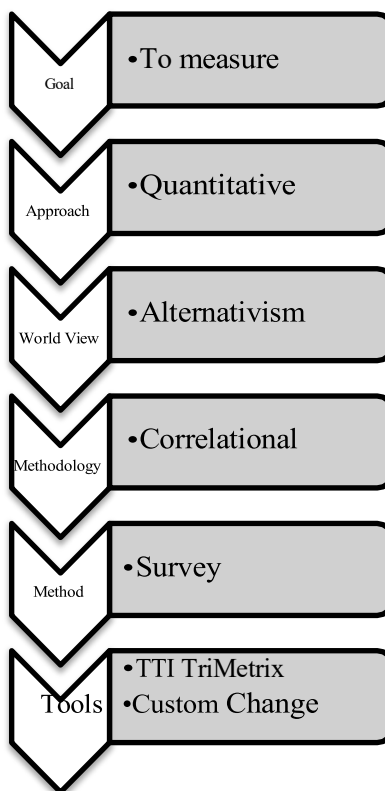 Goal
•To measure
Approach
•Quantitative
World View
•Alternativism
Methodology
•Correlational
Method
•Survey
Tools
•TTI TriMetrix
•Custom Change